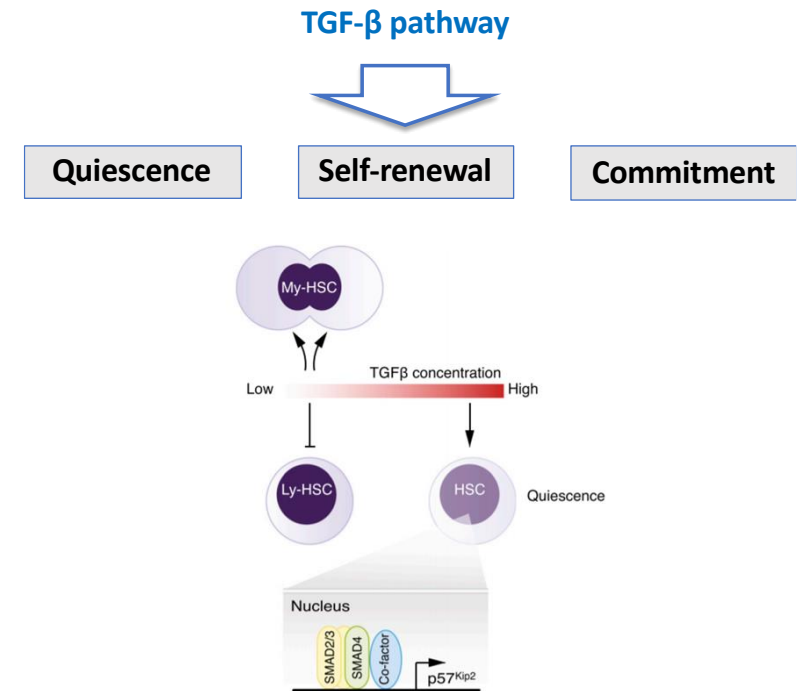 TGF-β pathway
Quiescence
Self-renewal
Commitment
My-HSC
TGFβ concentration
Low
High
Ly-HSC
HSC
Quiescence
Nucleus
SMAD2/3
SMAD4
Co-factor
p57Kip2